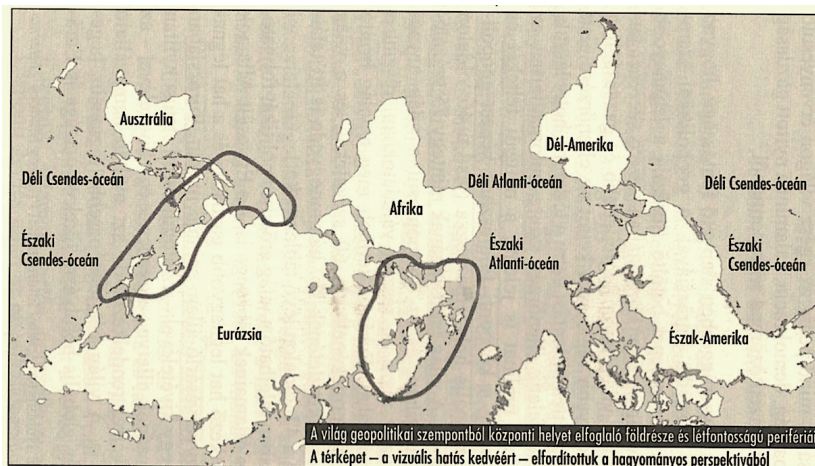 Ausztrália
Dél-Amerika
Déli Csendes-óceán
Déli Atlanti-óceán
Déli Csendes-óceán
Afrika
Északi
Csendes-óceán
Északi
Atlanti-óceán
Északi
Csendes-óceán
Eurázsia
Észak-Amerika
A világ geopolitikai szempontból központi helyet elfoglaló földrésze és létfontosságú perifériái
A térképet – a vizuális hatás kedvéért – elfordítottuk a hagyományos perspektívából